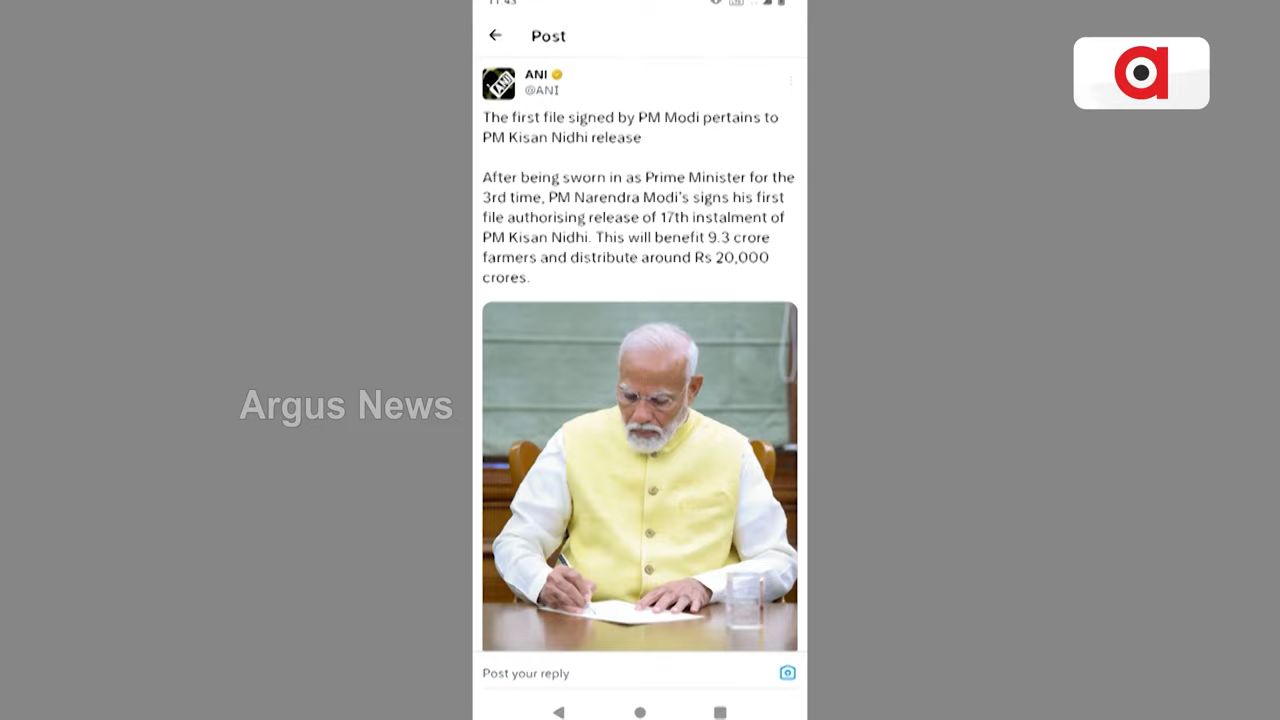 11:43
Post
ANI
@ANI
The first file signed by PM Modi pertains to
PM Kisan Nidhi release
After being sworn in as Prime Minister for the
3rd time, PM Narendra Modi's signs his first
file authorising release of 17th instalment of
PM Kisan Nidhi. This will benefit 9.3 crore
farmers and distribute around Rs 20,000
crores.
Argus News
Post your reply